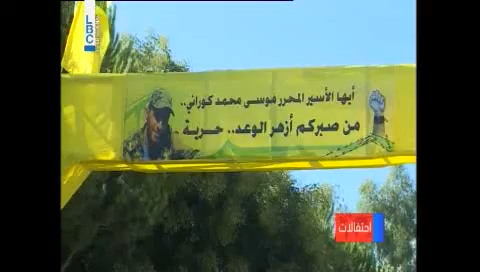 LBC
أيها الأسير المحرر موسى محمد كوراني..
من صبركم أزهر الوعد.. حرية
احتفالات